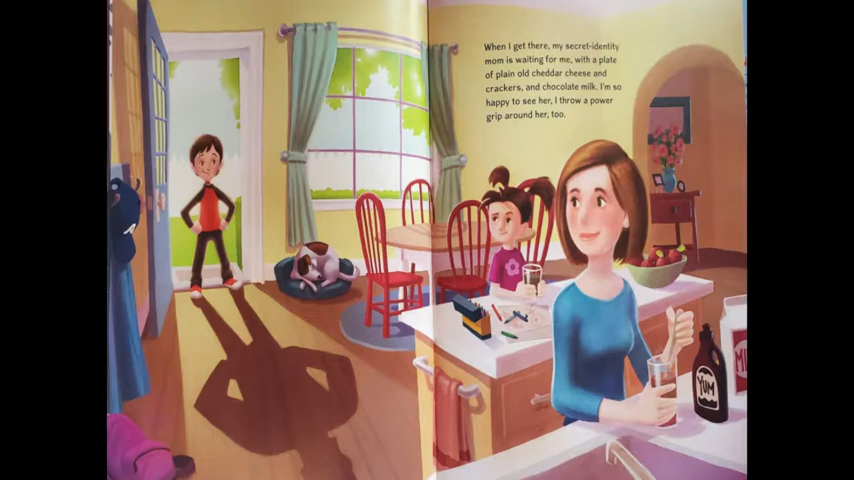 When I get there, my secret-identity
mom is waiting for me, with a plate
of plain old cheddar cheese and
crackers, and chocolate milk. I'm so
happy to see her, I throw a power
grip around her, too.
YUM